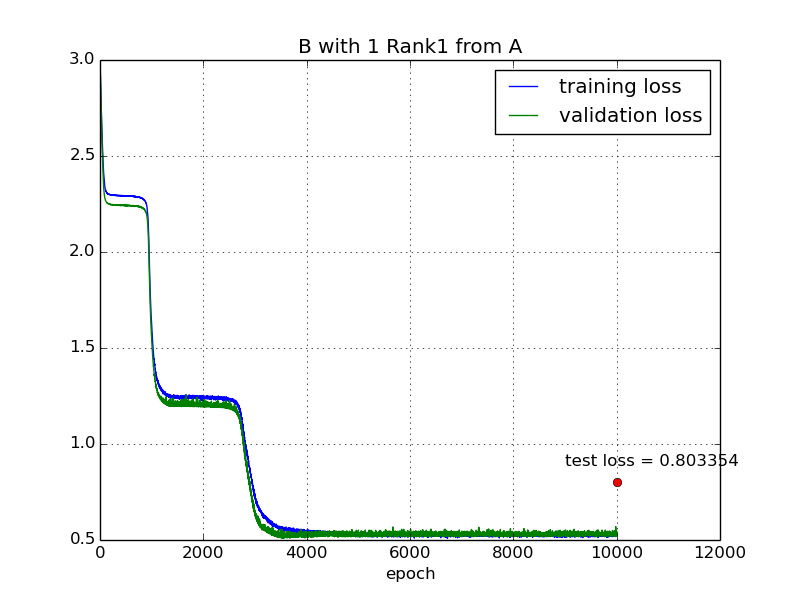 B with 1 Rank1 from A
3.0
training loss
validation loss
2.5
2.0
1.5
1.0
test loss = 0.803354
0.5
0 2000 4000 6000 8000 10000 12000
epoch